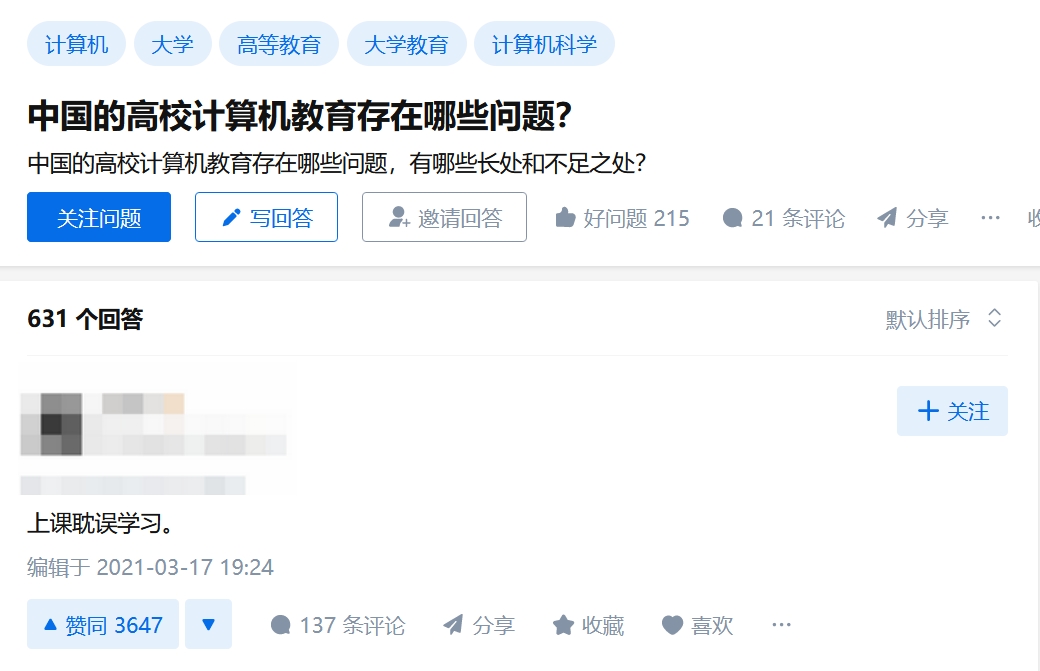 计算机 大学 高等教育 大学教育 计算机科学
中国的高校计算机教育存在哪些问题？
中国的高校计算机教育存在哪些问题，有哪些长处和不足之处？
关注问题 写回答 邀请回答 好问题 215 21 条评论 分享 ···
631 个回答 默认排序
+ 关注
上课耽误学习。
编辑于 2021-03-17 19:24
▲ 赞同 3647 ▼ 137 条评论 分享 收藏 喜欢 ···